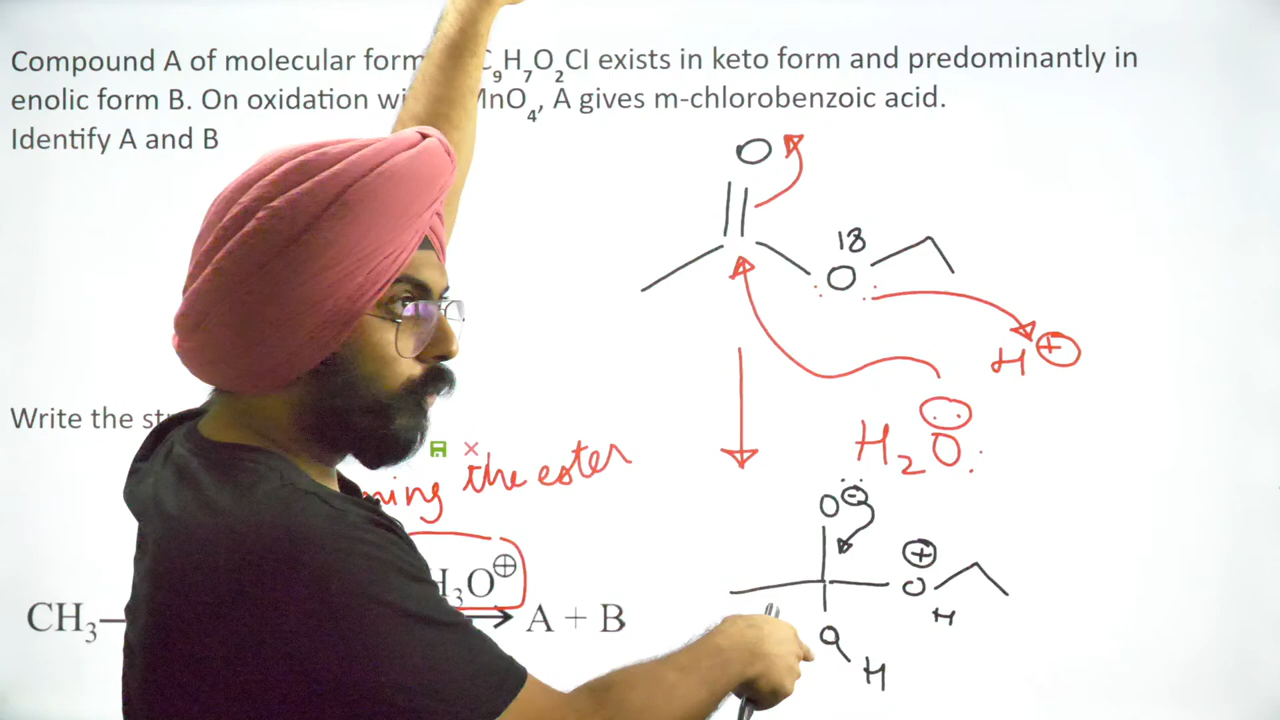 Compound A of molecular form C9H7O2Cl exists in keto form and predominantly in
enolic form B. On oxidation wi MnO4, A gives m-chlorobenzoic acid.
Identify A and B
O
18
O
H ⊕
H2O
Write the
the ester
O ⊖
⊕
H3O⊕
O
H
CH3– A + B
O
H